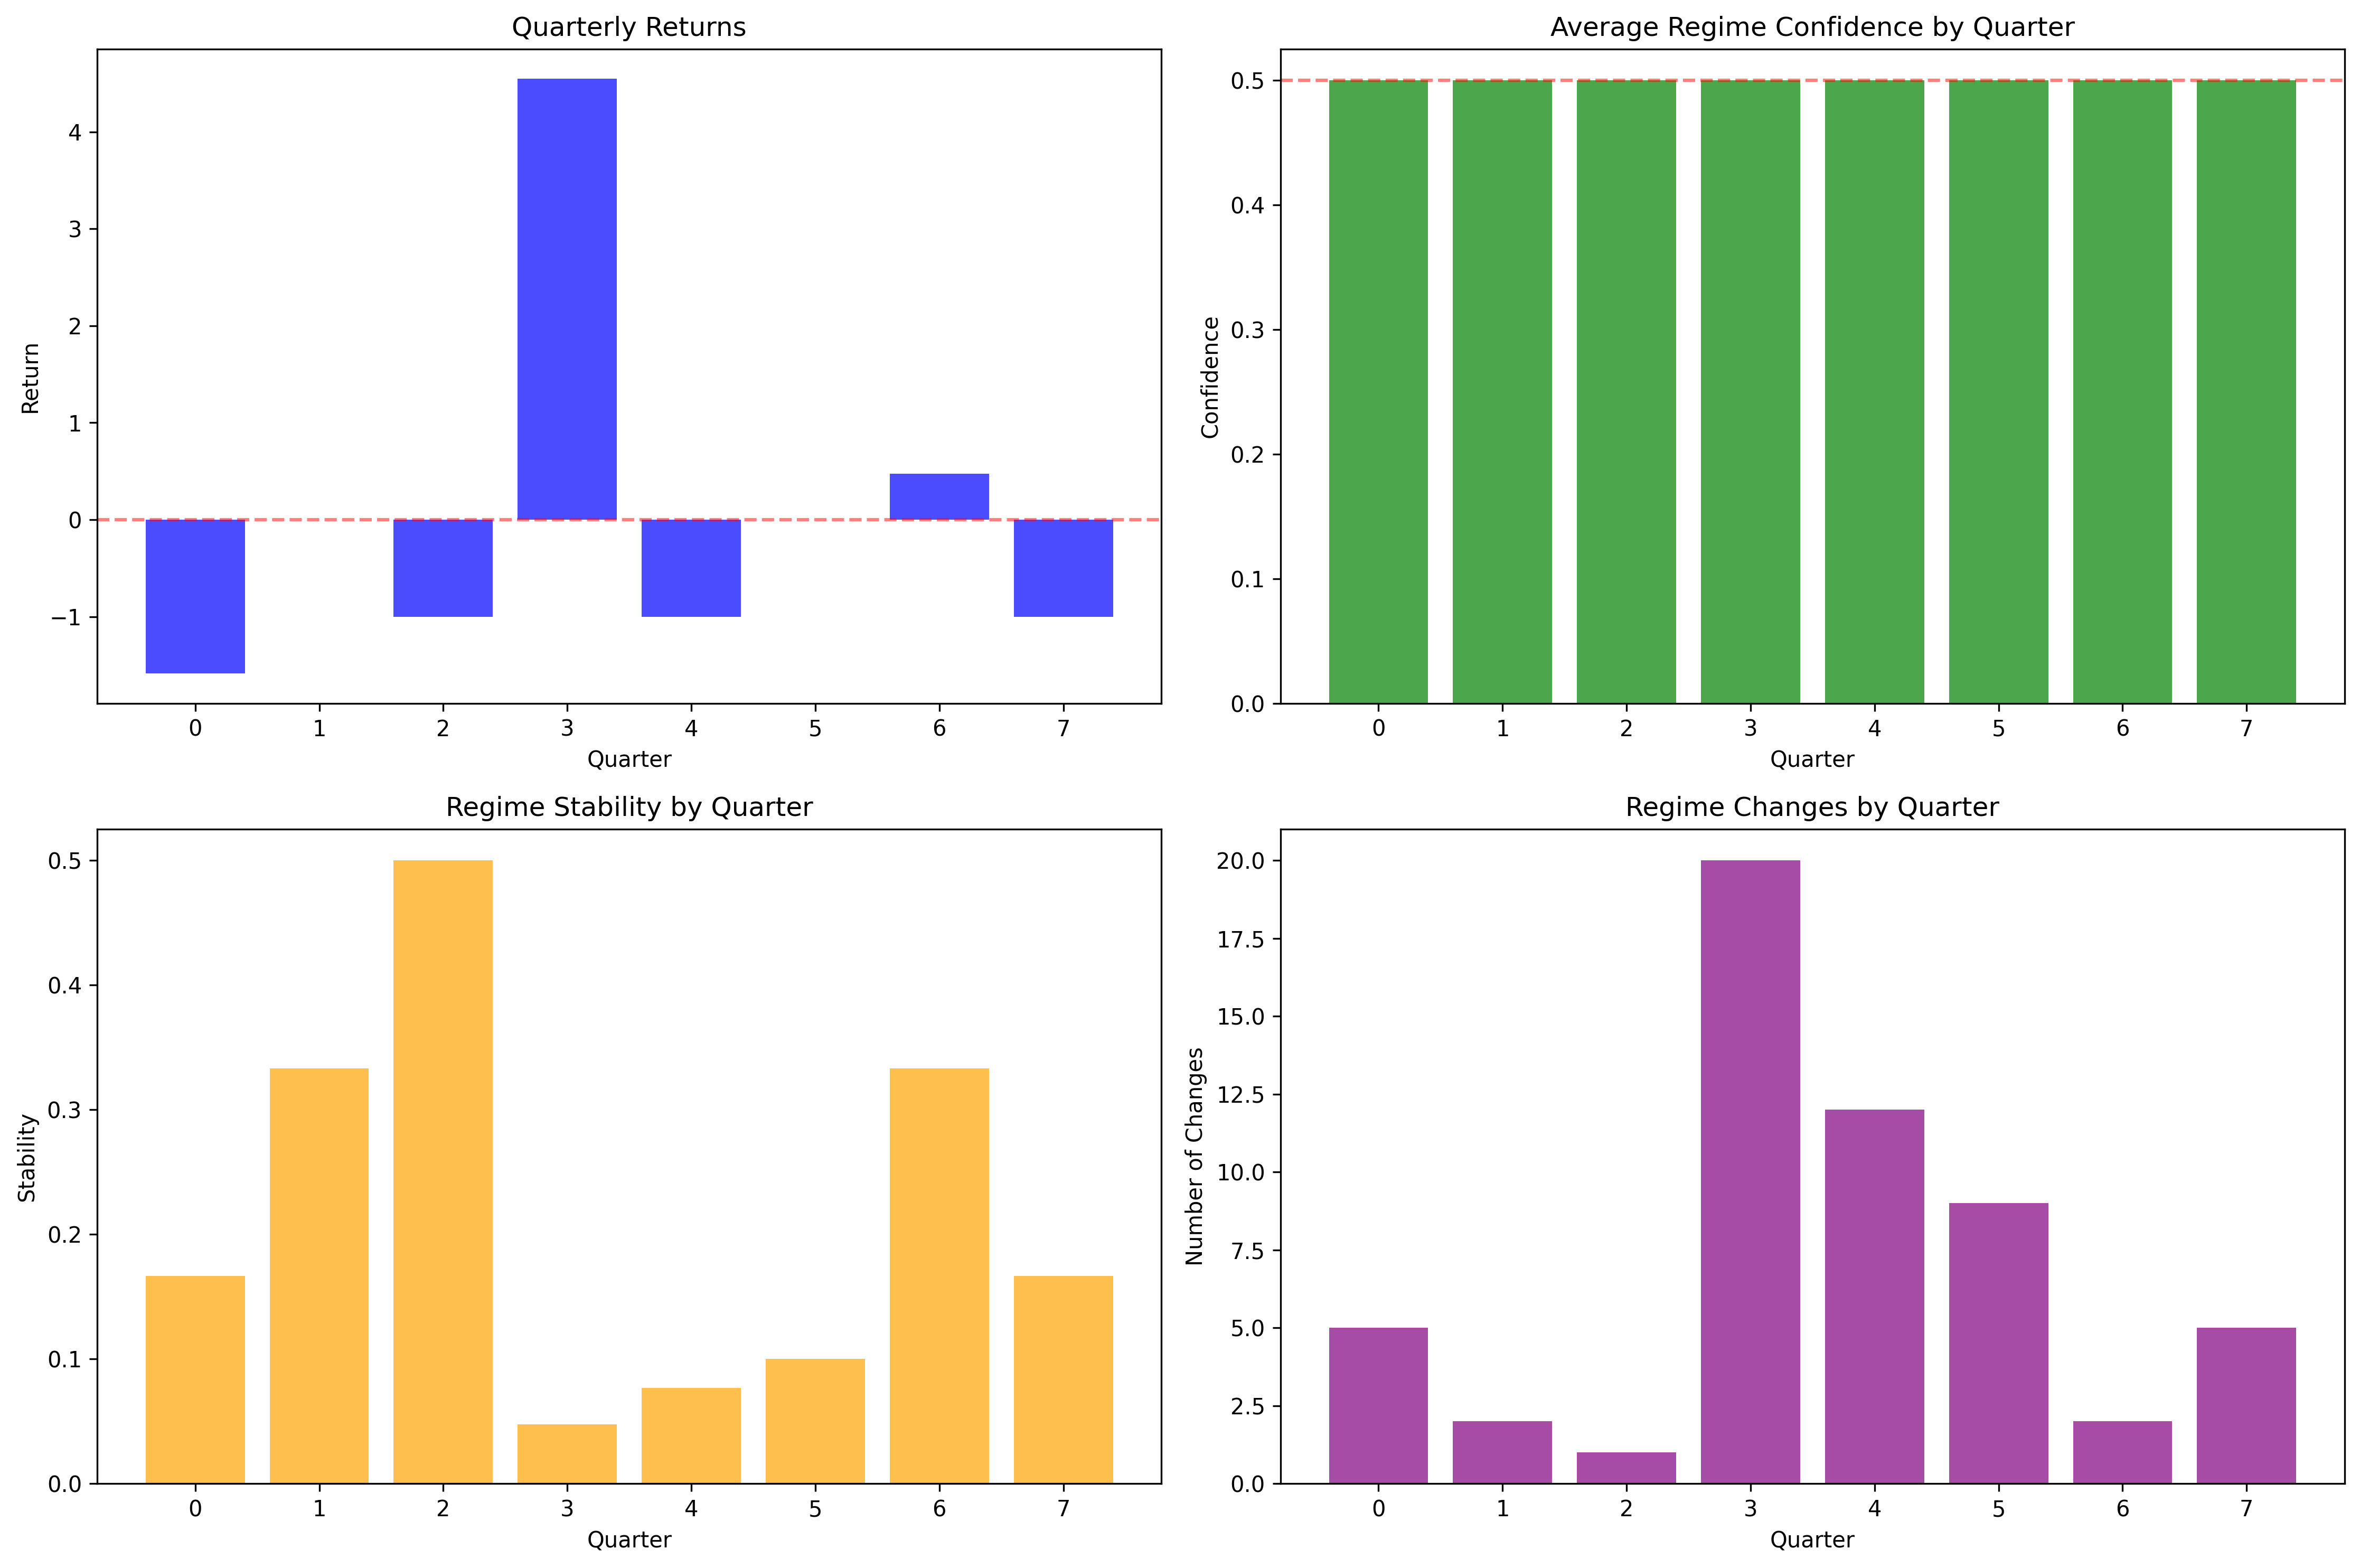 Quarterly Returns
4
3
2
1
0
−1
Return
0 1 2 3 4 5 6 7
Quarter
Average Regime Confidence by Quarter
0.5
0.4
0.3
0.2
0.1
0.0
Confidence
0 1 2 3 4 5 6 7
Quarter
Regime Stability by Quarter
0.5
0.4
0.3
0.2
0.1
0.0
Stability
0 1 2 3 4 5 6 7
Quarter
Regime Changes by Quarter
20.0
17.5
15.0
12.5
10.0
7.5
5.0
2.5
0.0
Number of Changes
0 1 2 3 4 5 6 7
Quarter